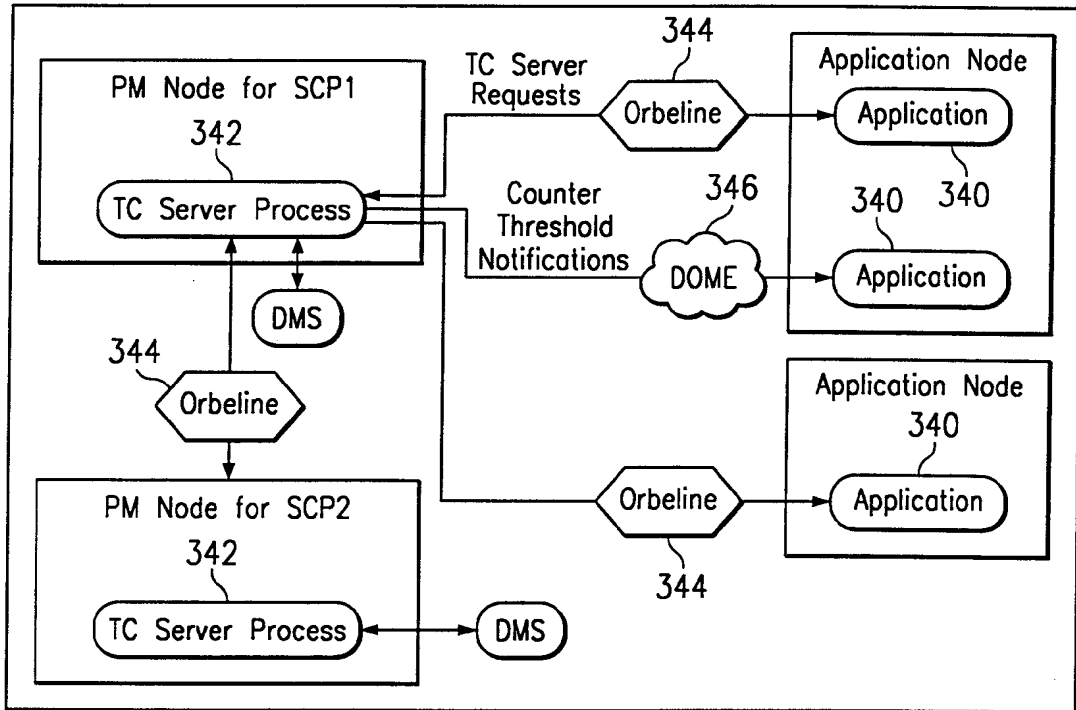 344
TC Server
Requests
Orbeline
Application Node
Application
340
PM Node for SCP1
342
TC Server Process
Counter
Threshold
Notifications
346
DOME
340
Application
DMS
344
Orbeline
Application Node
340
Application
Orbeline
344
PM Node for SCP2
342
TC Server Process
DMS